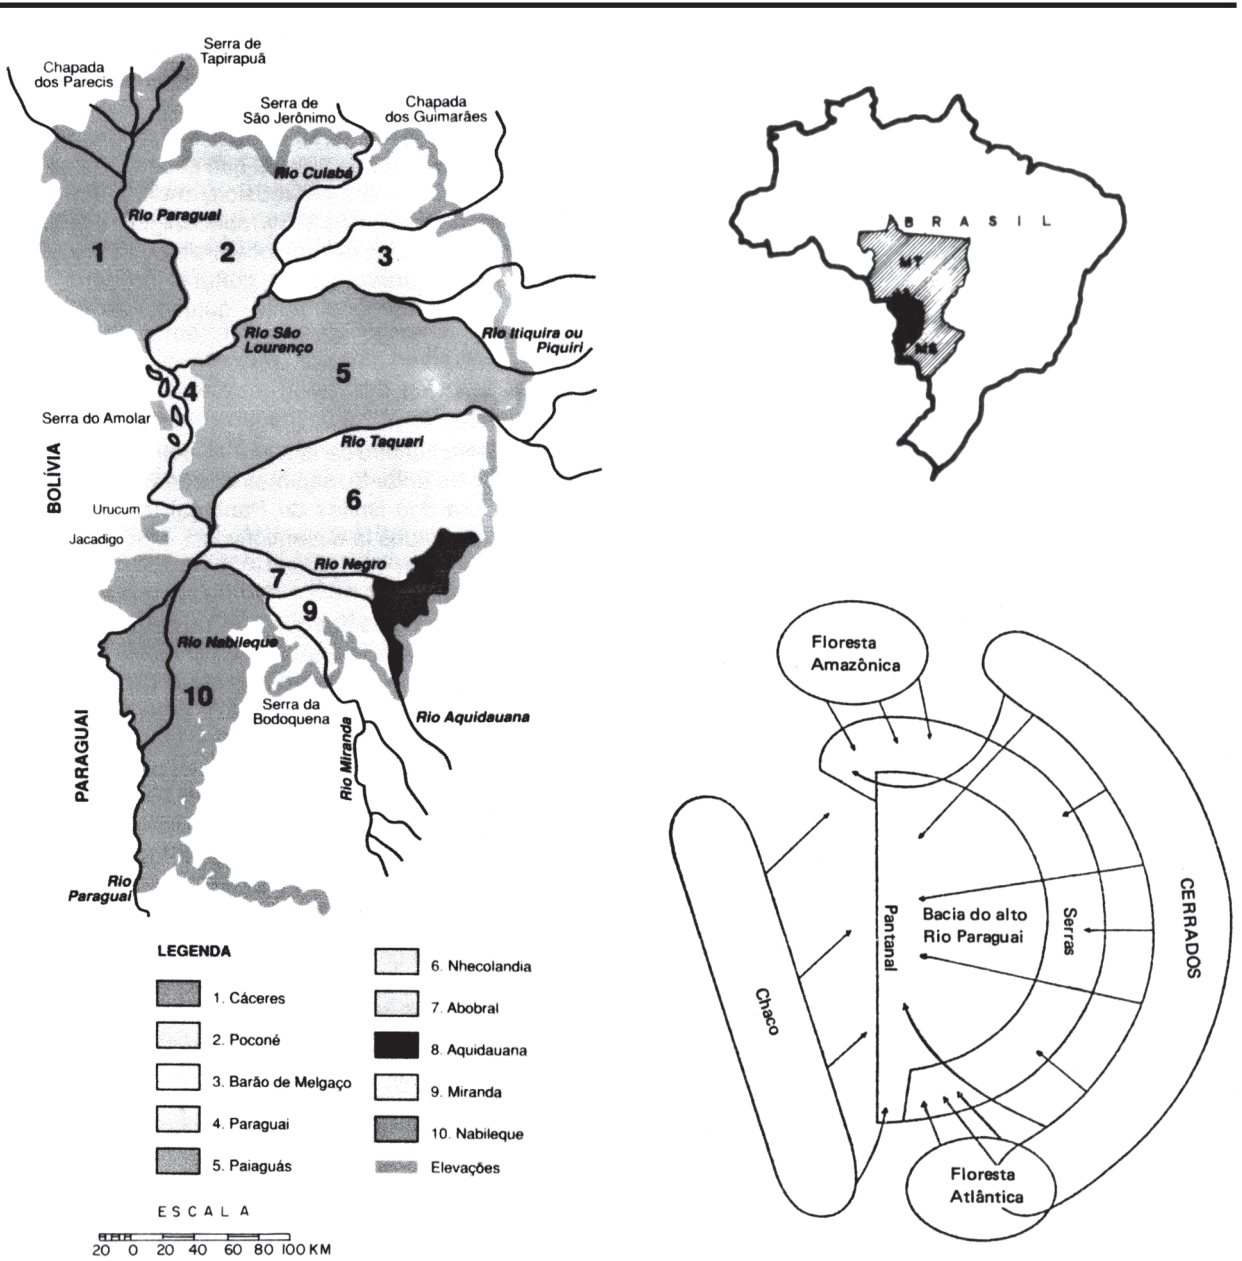 Serra de
Tapirapuã
Chapada
dos Parecis
Serra de
São Jerônimo
Chapada
dos Guimarães
Rio Cuiabá
Rio Paraguai
1
2
3
Rio São
Lourenço
Rio Itiquira ou
Piquiri
5
4
Serra do Amolar
Rio Taquari
BOLÍVIA
6
Urucum
Jacadigo
Rio Negro
7
9
Rio Nabileque
10
Serra da
Bodoquena
Rio Aquidauana
Rio Miranda
PARAGUAI
Rio
Paraguai
LEGENDA
1. Cáceres
2. Poconé
3. Barão de Melgaço
4. Paraguai
5. Paiaguás
6. Nhecolandia
7. Abobral
8. Aquidauana
9. Miranda
10. Nabileque
Elevações
ESCALA
20 0 20 40 60 80 100 KM
BRASIL
MT
MS
Floresta
Amazônica
CERRADOS
Serras
Bacia do alto
Rio Paraguai
Pantanal
Chaco
Floresta
Atlântica